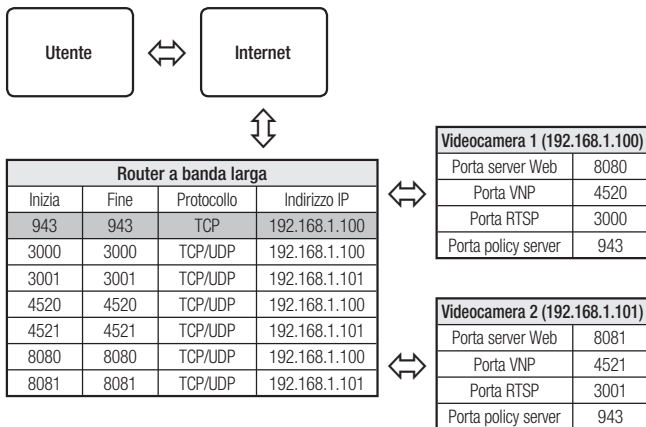 Utente
Internet
Router a banda larga
Inizia Fine Protocollo Indirizzo IP
943 943 TCP 192.168.1.100
3000 3000 TCP/UDP 192.168.1.100
3001 3001 TCP/UDP 192.168.1.101
4520 4520 TCP/UDP 192.168.1.100
4521 4521 TCP/UDP 192.168.1.101
8080 8080 TCP/UDP 192.168.1.100
8081 8081 TCP/UDP 192.168.1.101
Videocamera 1 (192.168.1.100)
Porta server Web 8080
Porta VNP 4520
Porta RTSP 3000
Porta policy server 943
Videocamera 2 (192.168.1.101)
Porta server Web 8081
Porta VNP 4521
Porta RTSP 3001
Porta policy server 943